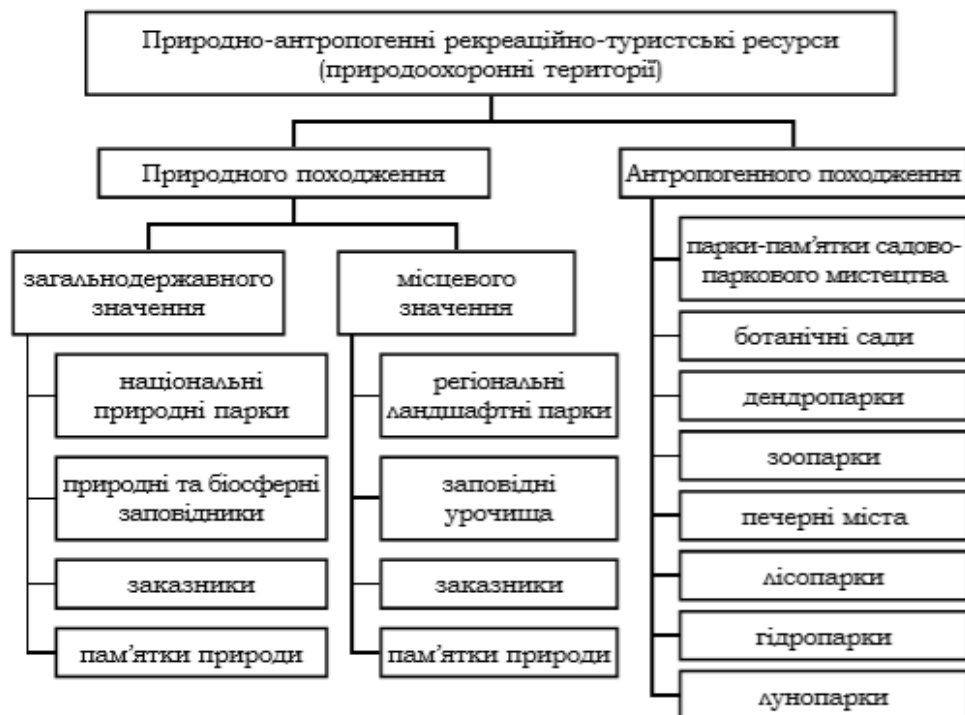 Природно-антропогенні рекреаційно-туристські ресурси
(природоохоронні території)
Природного походження
Антропогенного походження
загальнодержавного
значення
національні
природні парки
природні та біосферні
заповідники
заказники
пам'ятки природи
місцевого
значення
регіональні
ландшафтні парки
заповідні
урочища
заказники
пам'ятки природи
парки-пам'ятки садово-
паркового мистецтва
ботанічні сади
дендропарки
зоопарки
печерні міста
лісопарки
гідропарки
лунопарки